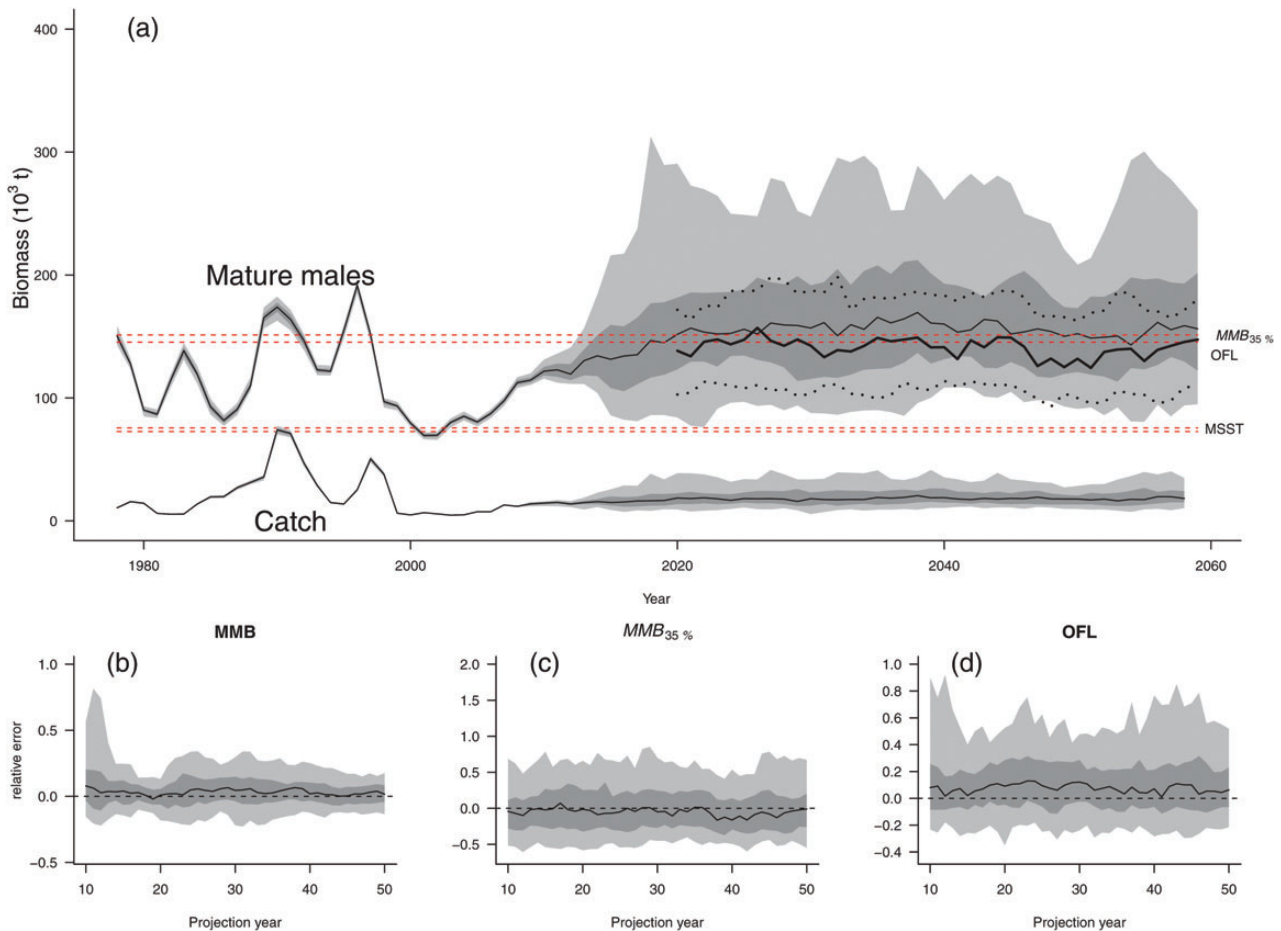 (a)
400
300
200
100
0
Biomass (10³ t)
Mature males
Catch
MMB35 %
OFL
MSST
1980
2000
2020
2040
2060
Year
MMB
(b)
1.0
0.5
0.0
−0.5
relative error
10
20
30
40
50
Projection year
MMB35 %
(c)
2.0
1.5
1.0
0.5
0.0
−0.5
10
20
30
40
50
Projection year
OFL
(d)
1.0
0.8
0.6
0.4
0.2
0.0
−0.2
−0.4
10
20
30
40
50
Projection year